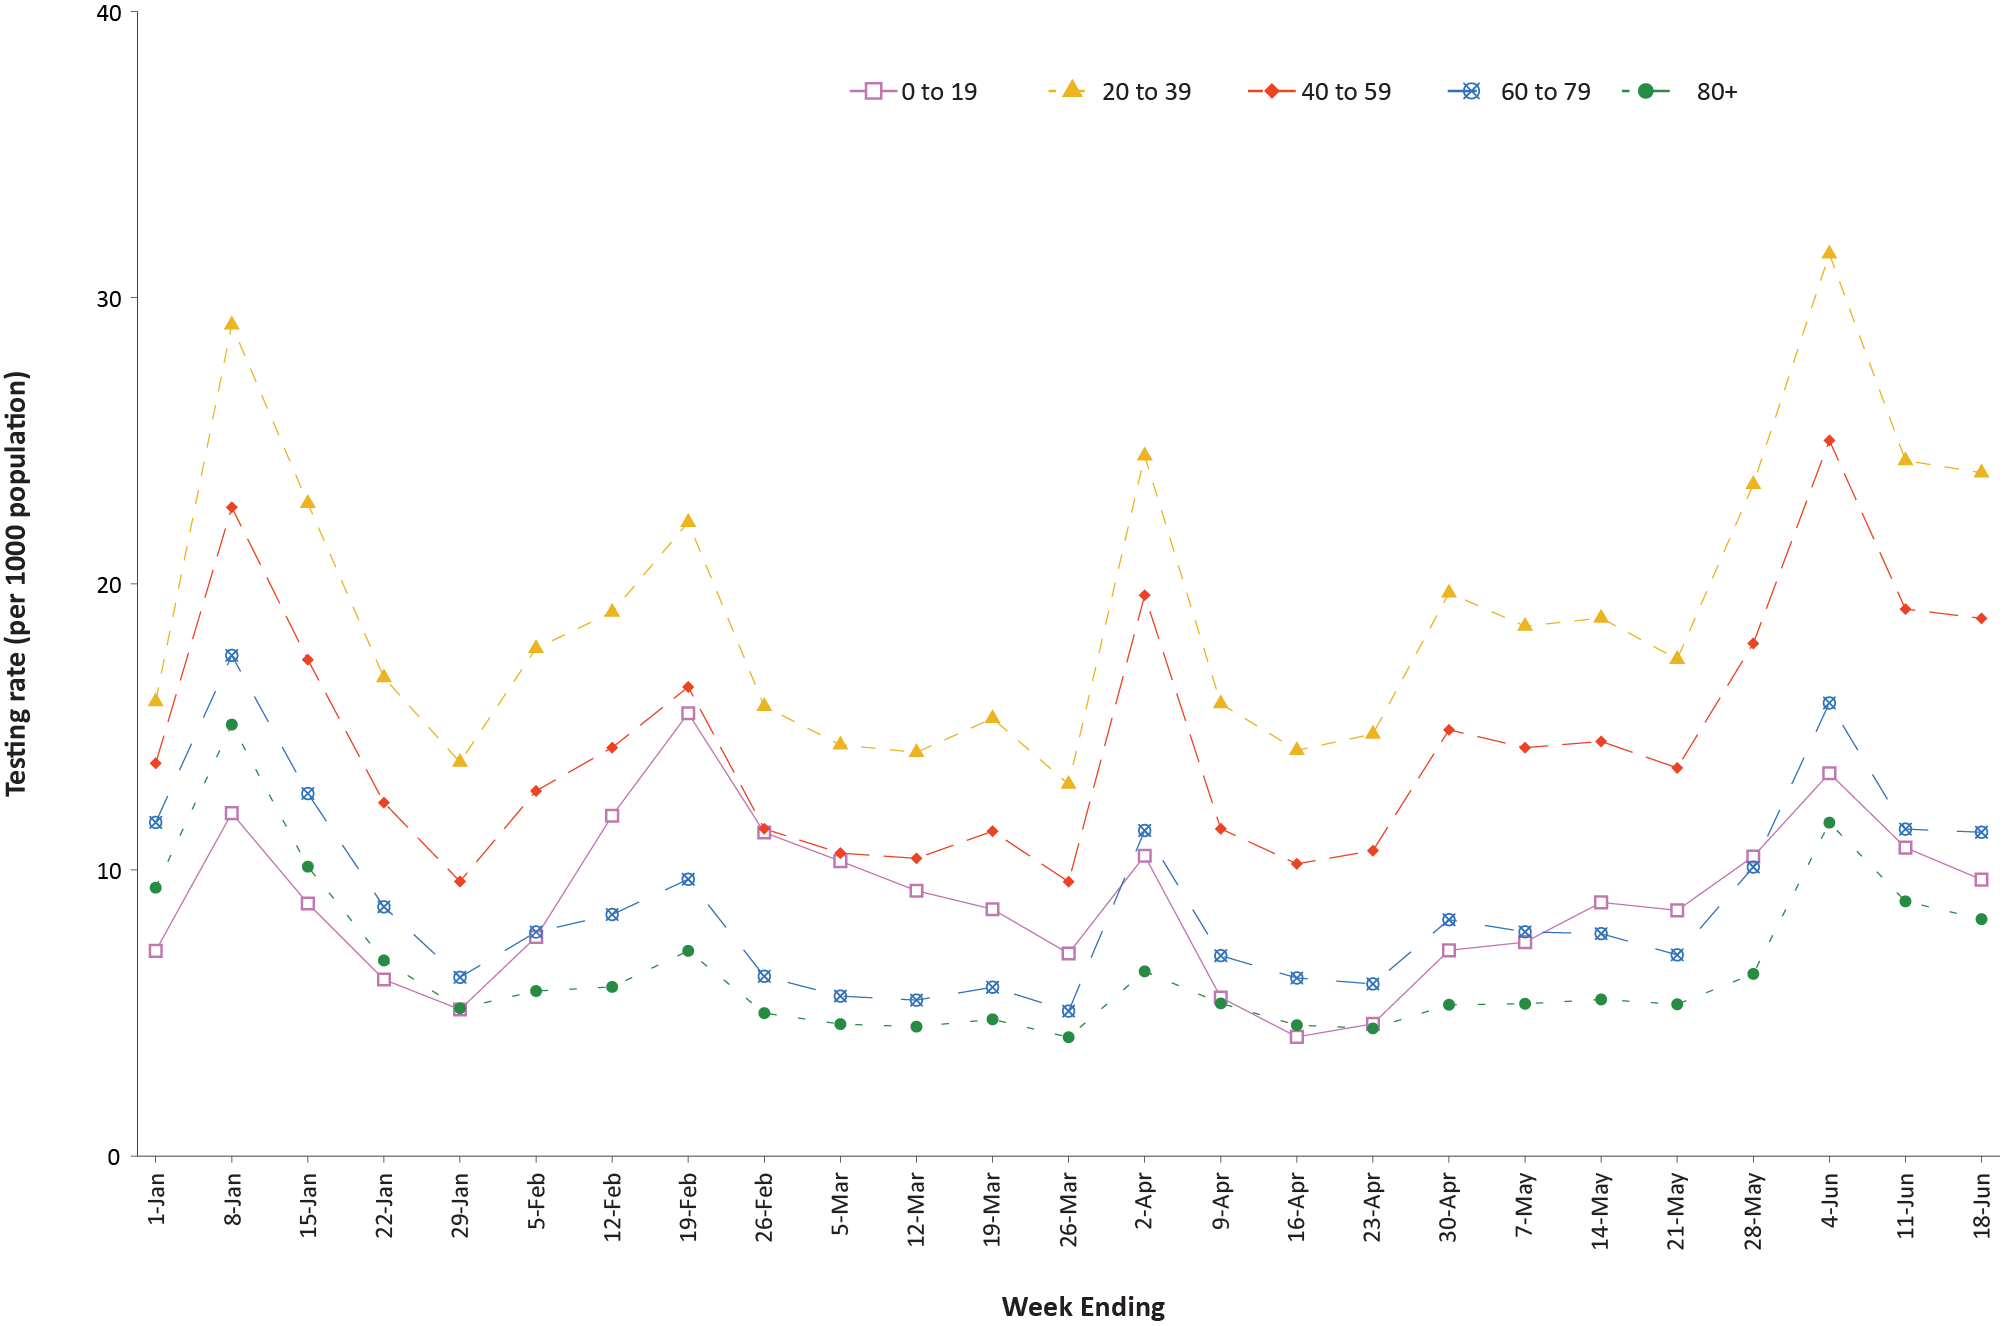 40
0 to 19 20 to 39 40 to 59 60 to 79 80+
30
20
10
0
Testing rate (per 1000 population)
1-Jan 8-Jan 15-Jan 22-Jan 29-Jan 5-Feb 12-Feb 19-Feb 26-Feb 5-Mar 12-Mar 19-Mar 26-Mar 2-Apr 9-Apr 16-Apr 23-Apr 30-Apr 7-May 14-May 21-May 28-May 4-Jun 11-Jun 18-Jun
Week Ending